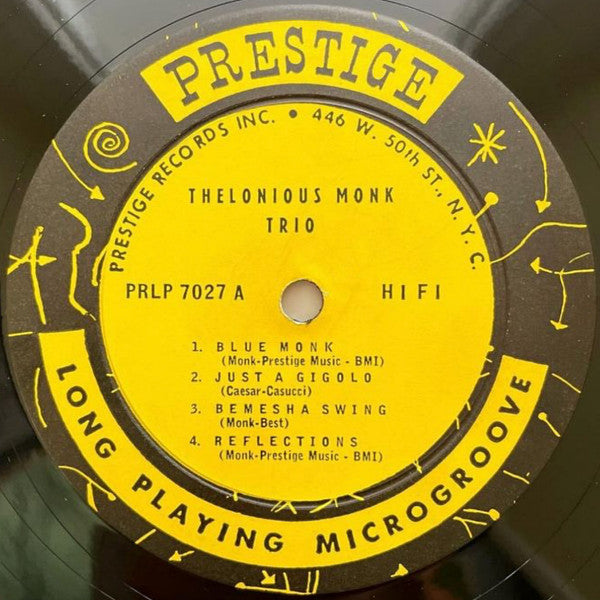 PRESTIGE
PRESTIGE RECORDS INC. • 446 W. 50th ST., N.Y.C.
THELONIOUS MONK
TRIO
PRLP 7027 A HI FI
1. BLUE MONK
(Monk-Prestige Music - BMI)
2. JUST A GIGOLO
(Caesar-Casucci)
3. BEMESHA SWING
(Monk-Best)
4. REFLECTIONS
(Monk-Prestige Music - BMI)
LONG PLAYING MICROGROOVE